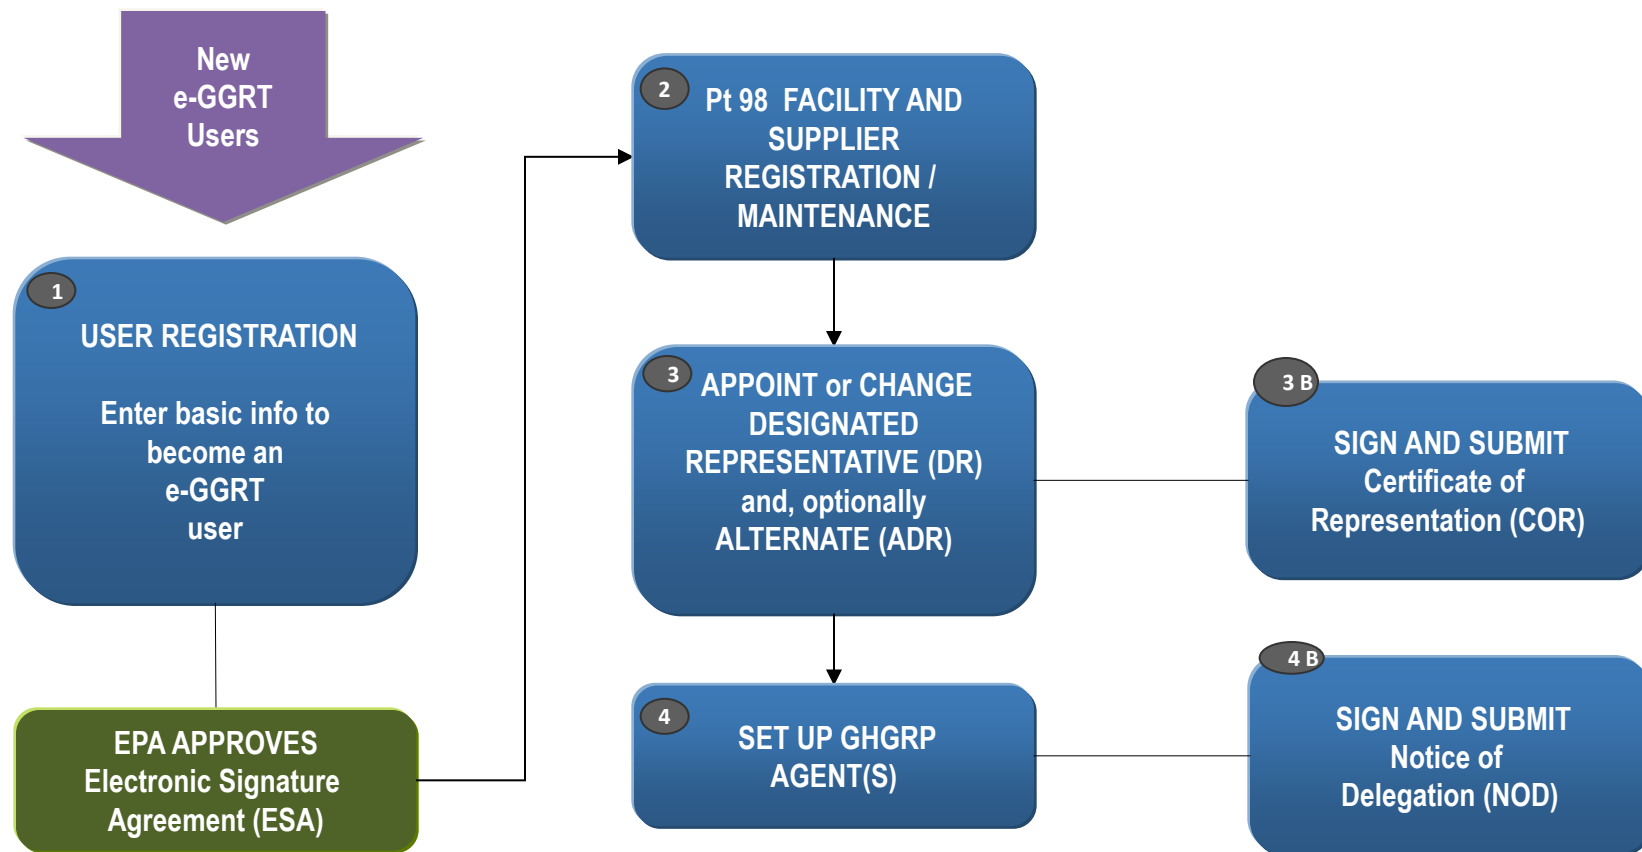 New
e-GGRT
Users
1
USER REGISTRATION
Enter basic info to
become an
e-GGRT
user
EPA APPROVES
Electronic Signature
Agreement (ESA)
2
Pt 98 FACILITY AND
SUPPLIER
REGISTRATION /
MAINTENANCE
3
APPOINT or CHANGE
DESIGNATED
REPRESENTATIVE (DR)
and, optionally
ALTERNATE (ADR)
3 B
SIGN AND SUBMIT
Certificate of
Representation (COR)
4
SET UP GHGRP
AGENT(S)
4 B
SIGN AND SUBMIT
Notice of
Delegation (NOD)